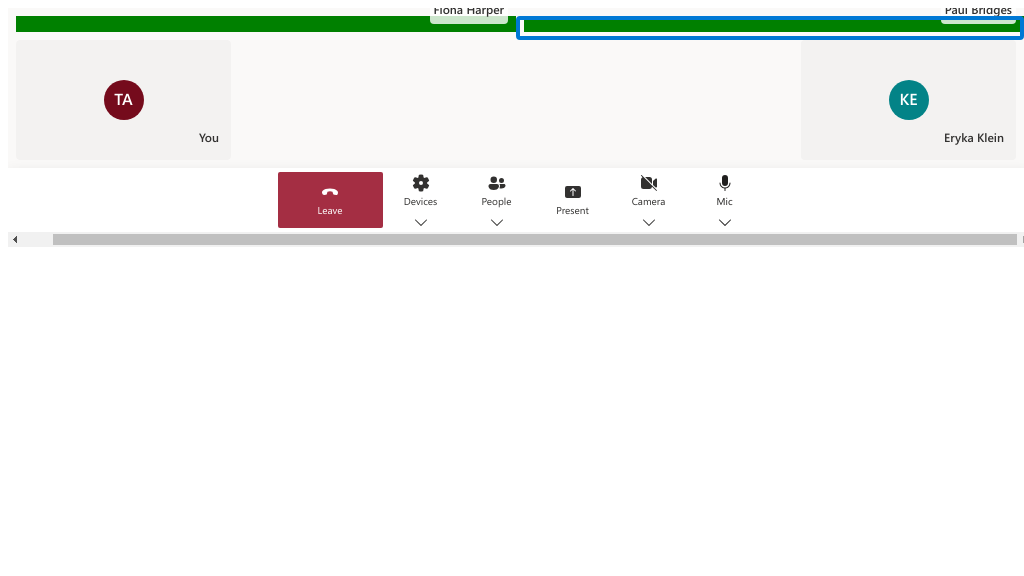 Fiona Harper
Paul Bridges
TA
You
KE
Eryka Klein
Leave
Devices
People
Present
Camera
Mic